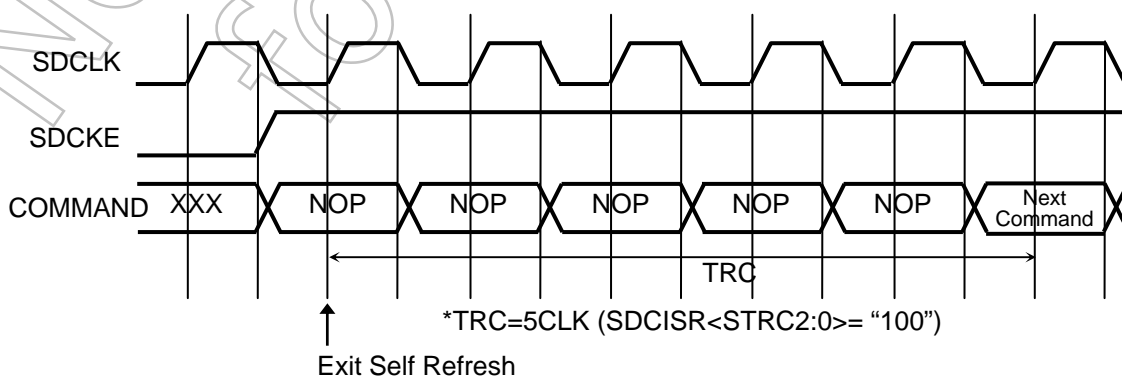 SDCLK
SDCKE
COMMAND XXX NOP NOP NOP NOP NOP Next Command
TRC
*TRC=5CLK (SDCISR<STRC2:0>= “100”)
Exit Self Refresh